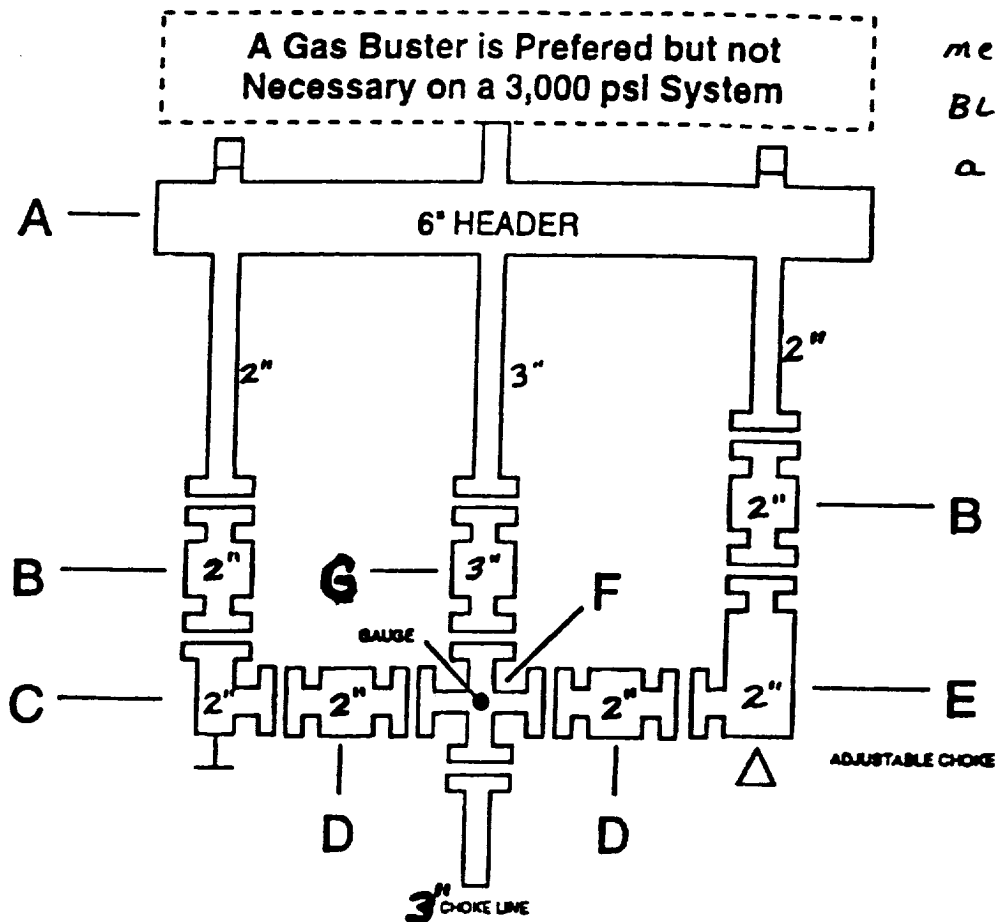 A Gas Buster is Prefered but not
Necessary on a 3,000 psi System
me
BL
a
A
6" HEADER
2"
3"
2"
B
2"
G
3"
F
2"
B
GAUGE
C
2"
2"
2"
2"
E
ADJUSTABLE CHOKE
D
D
3" CHOKE LINE